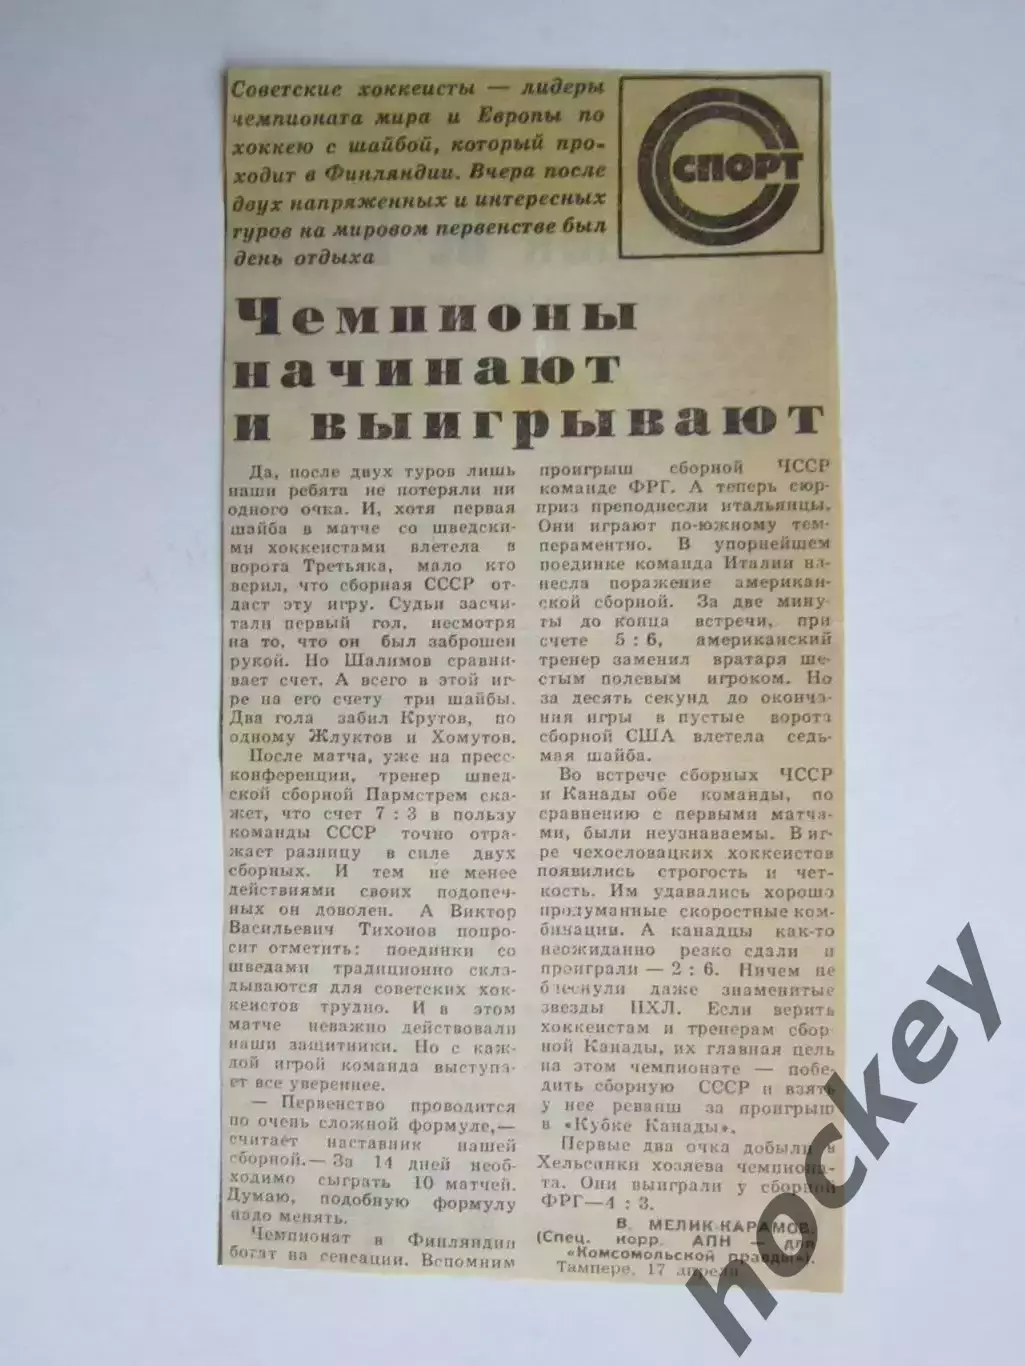 Советские хоккеисты — лидеры
чемпионата мира и Европы по
хоккею с шайбой, который про-
ходит в Финляндии. Вчера после
двух напряженных и интересных
туров на мировом первенстве был
день отдыха
СПОРТ
Чемпионы
начинают
и выигрывают
Да, после двух туров лишь
наши ребята не потеряли ни
одного очка. И, хотя первая
шайба в матче со шведски-
ми хоккеистами влетела в
ворота Третьяка, мало кто
верил, что сборная СССР от-
даст эту игру. Судьи засчи-
тали первый гол, несмотря
на то, что он был заброшен
рукой. Но Шалимов сравни-
вает счет. А всего в этой иг-
ре на его счету три шайбы.
Два гола забил Крутов, по
одному Жлуктов и Хомутов.
После матча, уже на пресс-
конференции, тренер швед-
ской сборной Пармстрем ска-
жет, что счет 7 : 3 в пользу
команды СССР точно отра-
жает разницу в силе двух
сборных. И тем не менее
действиями своих подопеч-
ных он доволен. А Виктор
Васильевич Тихонов попро-
сит отметить: поединки со
шведами традиционно скла-
дываются для советских хок-
кеистов трудно. И в этом
матче неважно действовали
наши защитники. Но с каж-
дой игрой команда выступа-
ет все увереннее.
— Первенство проводится
по очень сложной формуле,—
считает наставник нашей
сборной.— За 14 дней необ-
ходимо сыграть 10 матчей.
Думаю, подобную формулу
надо менять.
Чемпионат в Финляндии
богат на сенсации. Вспомним
проигрыш сборной ЧССР
команде ФРГ. А теперь сюр-
приз преподнесли итальянцы.
Они играют по-южному тем-
пераментно. В упорнейшем
поединке команда Италии на-
несла поражение американ-
ской сборной. За две мину-
ты до конца встречи, при
счете 5 : 6, американский
тренер заменил вратаря ше-
стым полевым игроком. Но
за десять секунд до оконча-
ния игры в пустые ворота
сборной США влетела седь-
мая шайба.
Во встрече сборных ЧССР
и Канады обе команды, по
сравнению с первыми матча-
ми, были неузнаваемы. В иг-
ре чехословацких хоккеистов
появились строгость и чет-
кость. Им удавались хорошо
продуманные скоростные ком-
бинации. А канадцы как-то
неожиданно резко сдали и
проиграли — 2 : 6. Ничем не
блеснули даже знаменитые
звезды НХЛ. Если верить
хоккеистам и тренерам сбор-
ной Канады, их главная цель
на этом чемпионате — побе-
дить сборную СССР и взять
у нее реванш за проигрыш
в «Кубке Канады».
Первые два очка добыли в
Хельсинки хозяева чемпиона-
та. Они выиграли у сборной
ФРГ—4 : 3.
В. МЕЛИК-КАРАМОВ.
(Спец. корр. АПН — для
«Комсомольской правды»).
Тампере, 17 апреля.
hockey